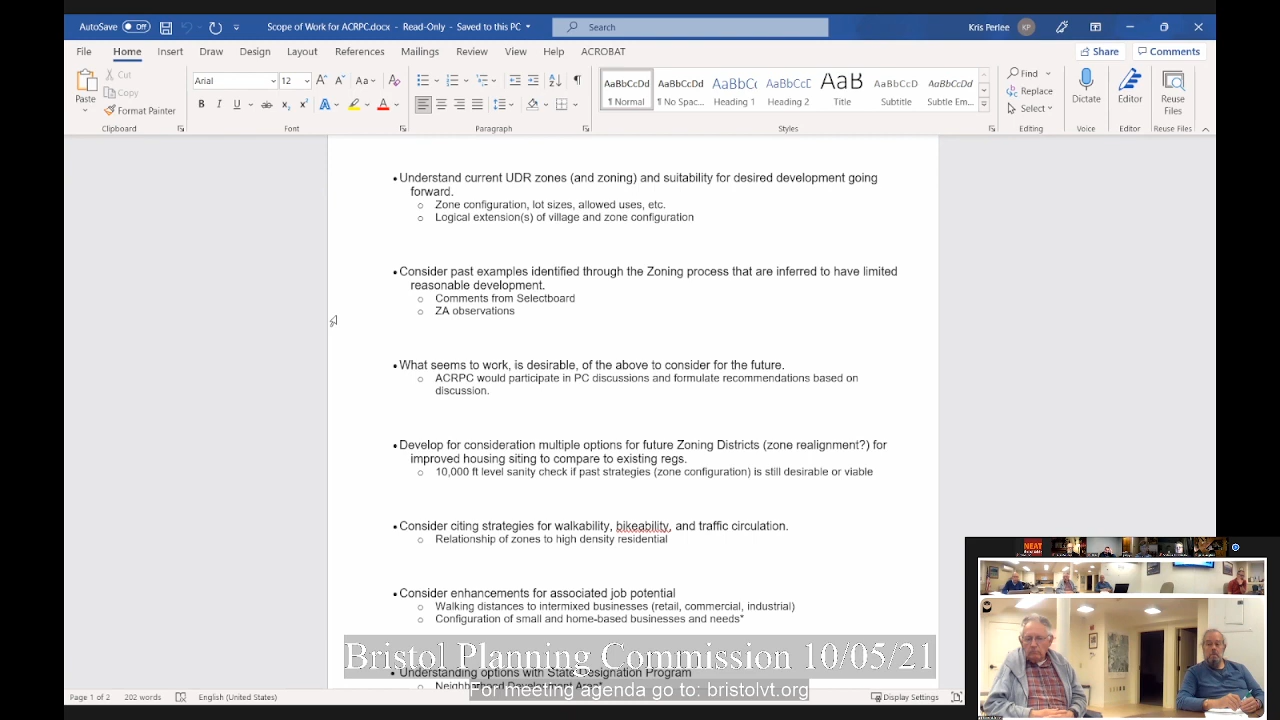 AutoSave Off Scope of Work for ACRPC.docx - Read-Only - Saved to this PC Search Kris Perlee KP
File Home Insert Draw Design Layout References Mailings Review View Help ACROBAT Share Comments
Paste Cut Copy Format Painter
Arial 12
AaBbCcDd AaBbCcDd AaBbCc AaBbCcD AaB AaBbCcD AaBbCcDd
¶ Normal ¶ No Spac... Heading 1 Heading 2 Title Subtitle Subtle Em...
Find Replace Select
Dictate Editor Reuse Files
Clipboard Font Paragraph Styles Editing Voice Editor Reuse Files
• Understand current UDR zones (and zoning) and suitability for desired development going
forward.
o Zone configuration, lot sizes, allowed uses, etc.
o Logical extension(s) of village and zone configuration
• Consider past examples identified through the Zoning process that are inferred to have limited
reasonable development.
o Comments from Selectboard
o ZA observations
• What seems to work, is desirable, of the above to consider for the future.
o ACRPC would participate in PC discussions and formulate recommendations based on
discussion.
• Develop for consideration multiple options for future Zoning Districts (zone realignment?) for
improved housing siting to compare to existing regs.
o 10,000 ft level sanity check if past strategies (zone configuration) is still desirable or viable
• Consider citing strategies for walkability, bikeability, and traffic circulation.
o Relationship of zones to high density residential
• Consider enhancements for associated job potential
o Walking distances to intermixed businesses (retail, commercial, industrial)
o Configuration of small and home-based businesses and needs*
Bristol Planning Commission 10/05/21
• Understanding options with State Designation Program
o Neighborhood Development Area*
For meeting agenda go to: bristolvt.org
Page 1 of 2 202 words English (United States) Display Settings
NEAT